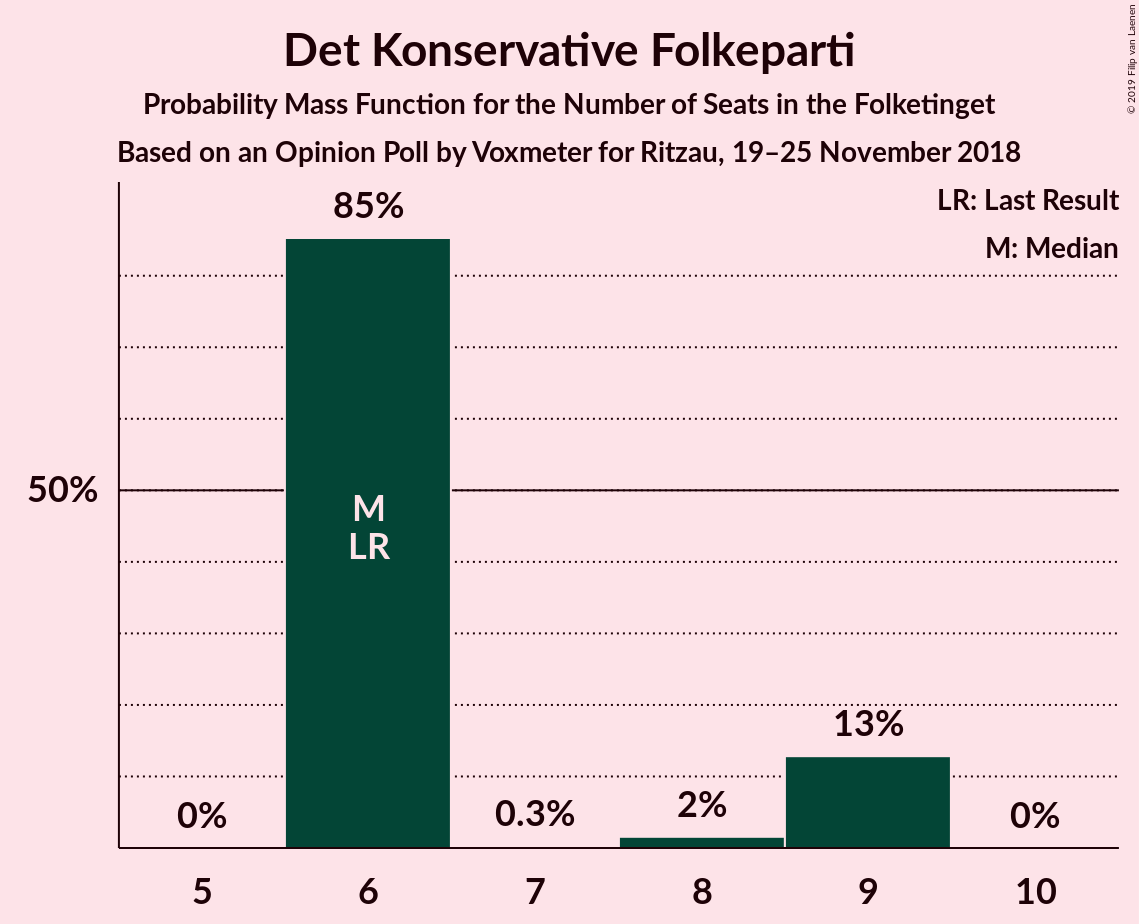 Det Konservative Folkeparti
Probability Mass Function for the Number of Seats in the Folketinget
Based on an Opinion Poll by Voxmeter for Ritzau, 19–25 November 2018
© 2019 Filip van Laenen
LR: Last Result
M: Median
85%
50%
M
LR
13%
0%
0.3%
2%
0%
5
6
7
8
9
10